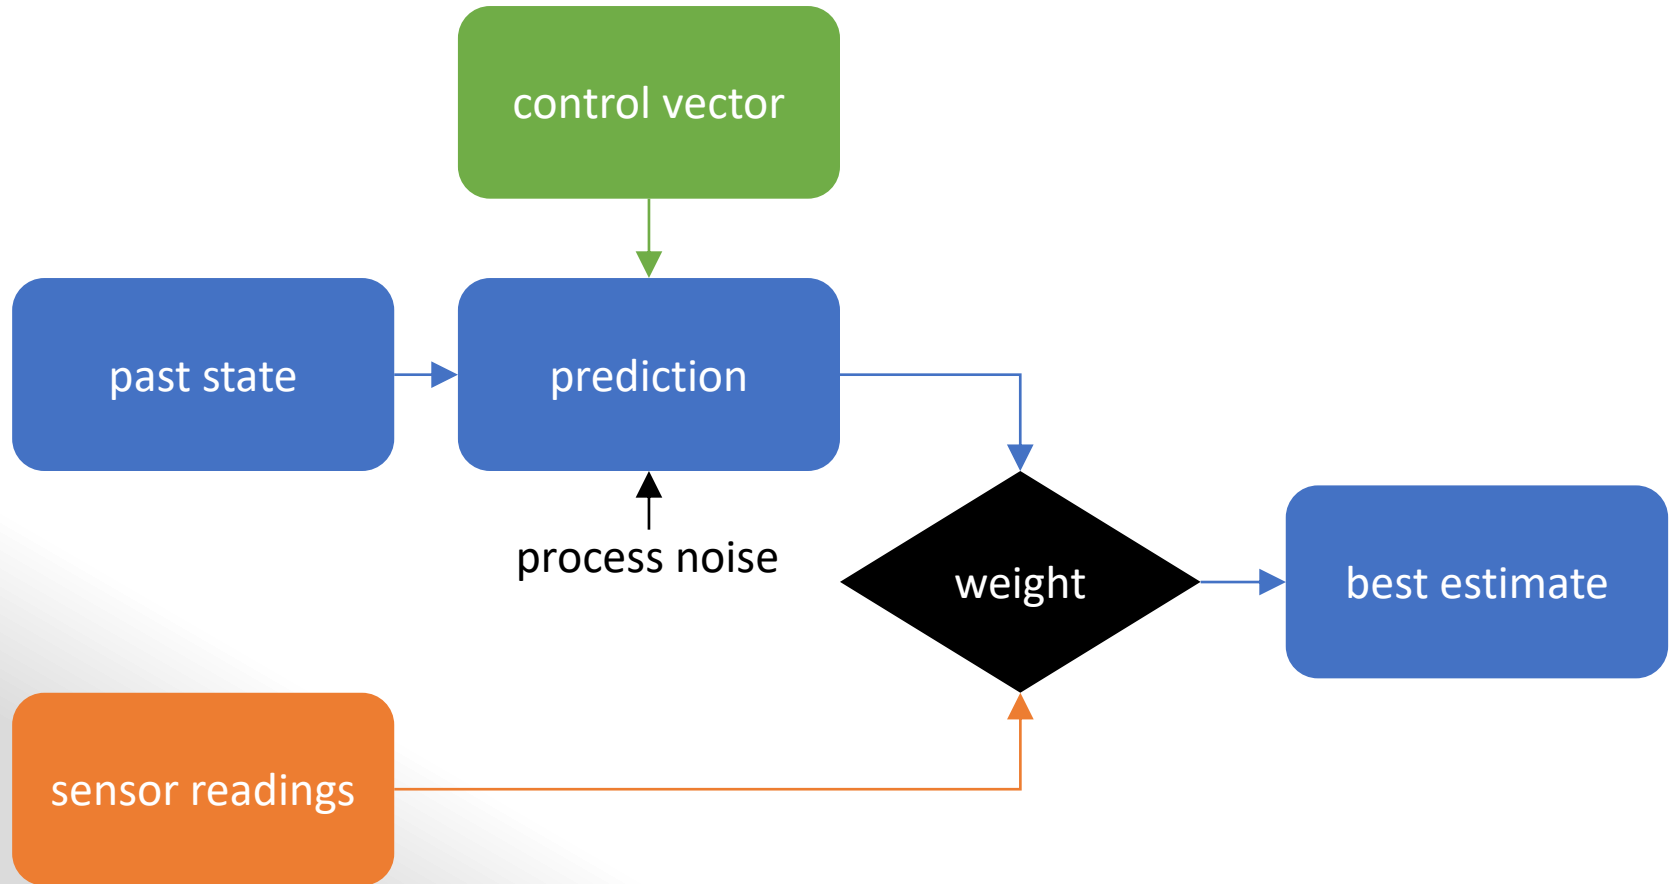 control vector
past state
prediction
process noise
weight
best estimate
sensor readings